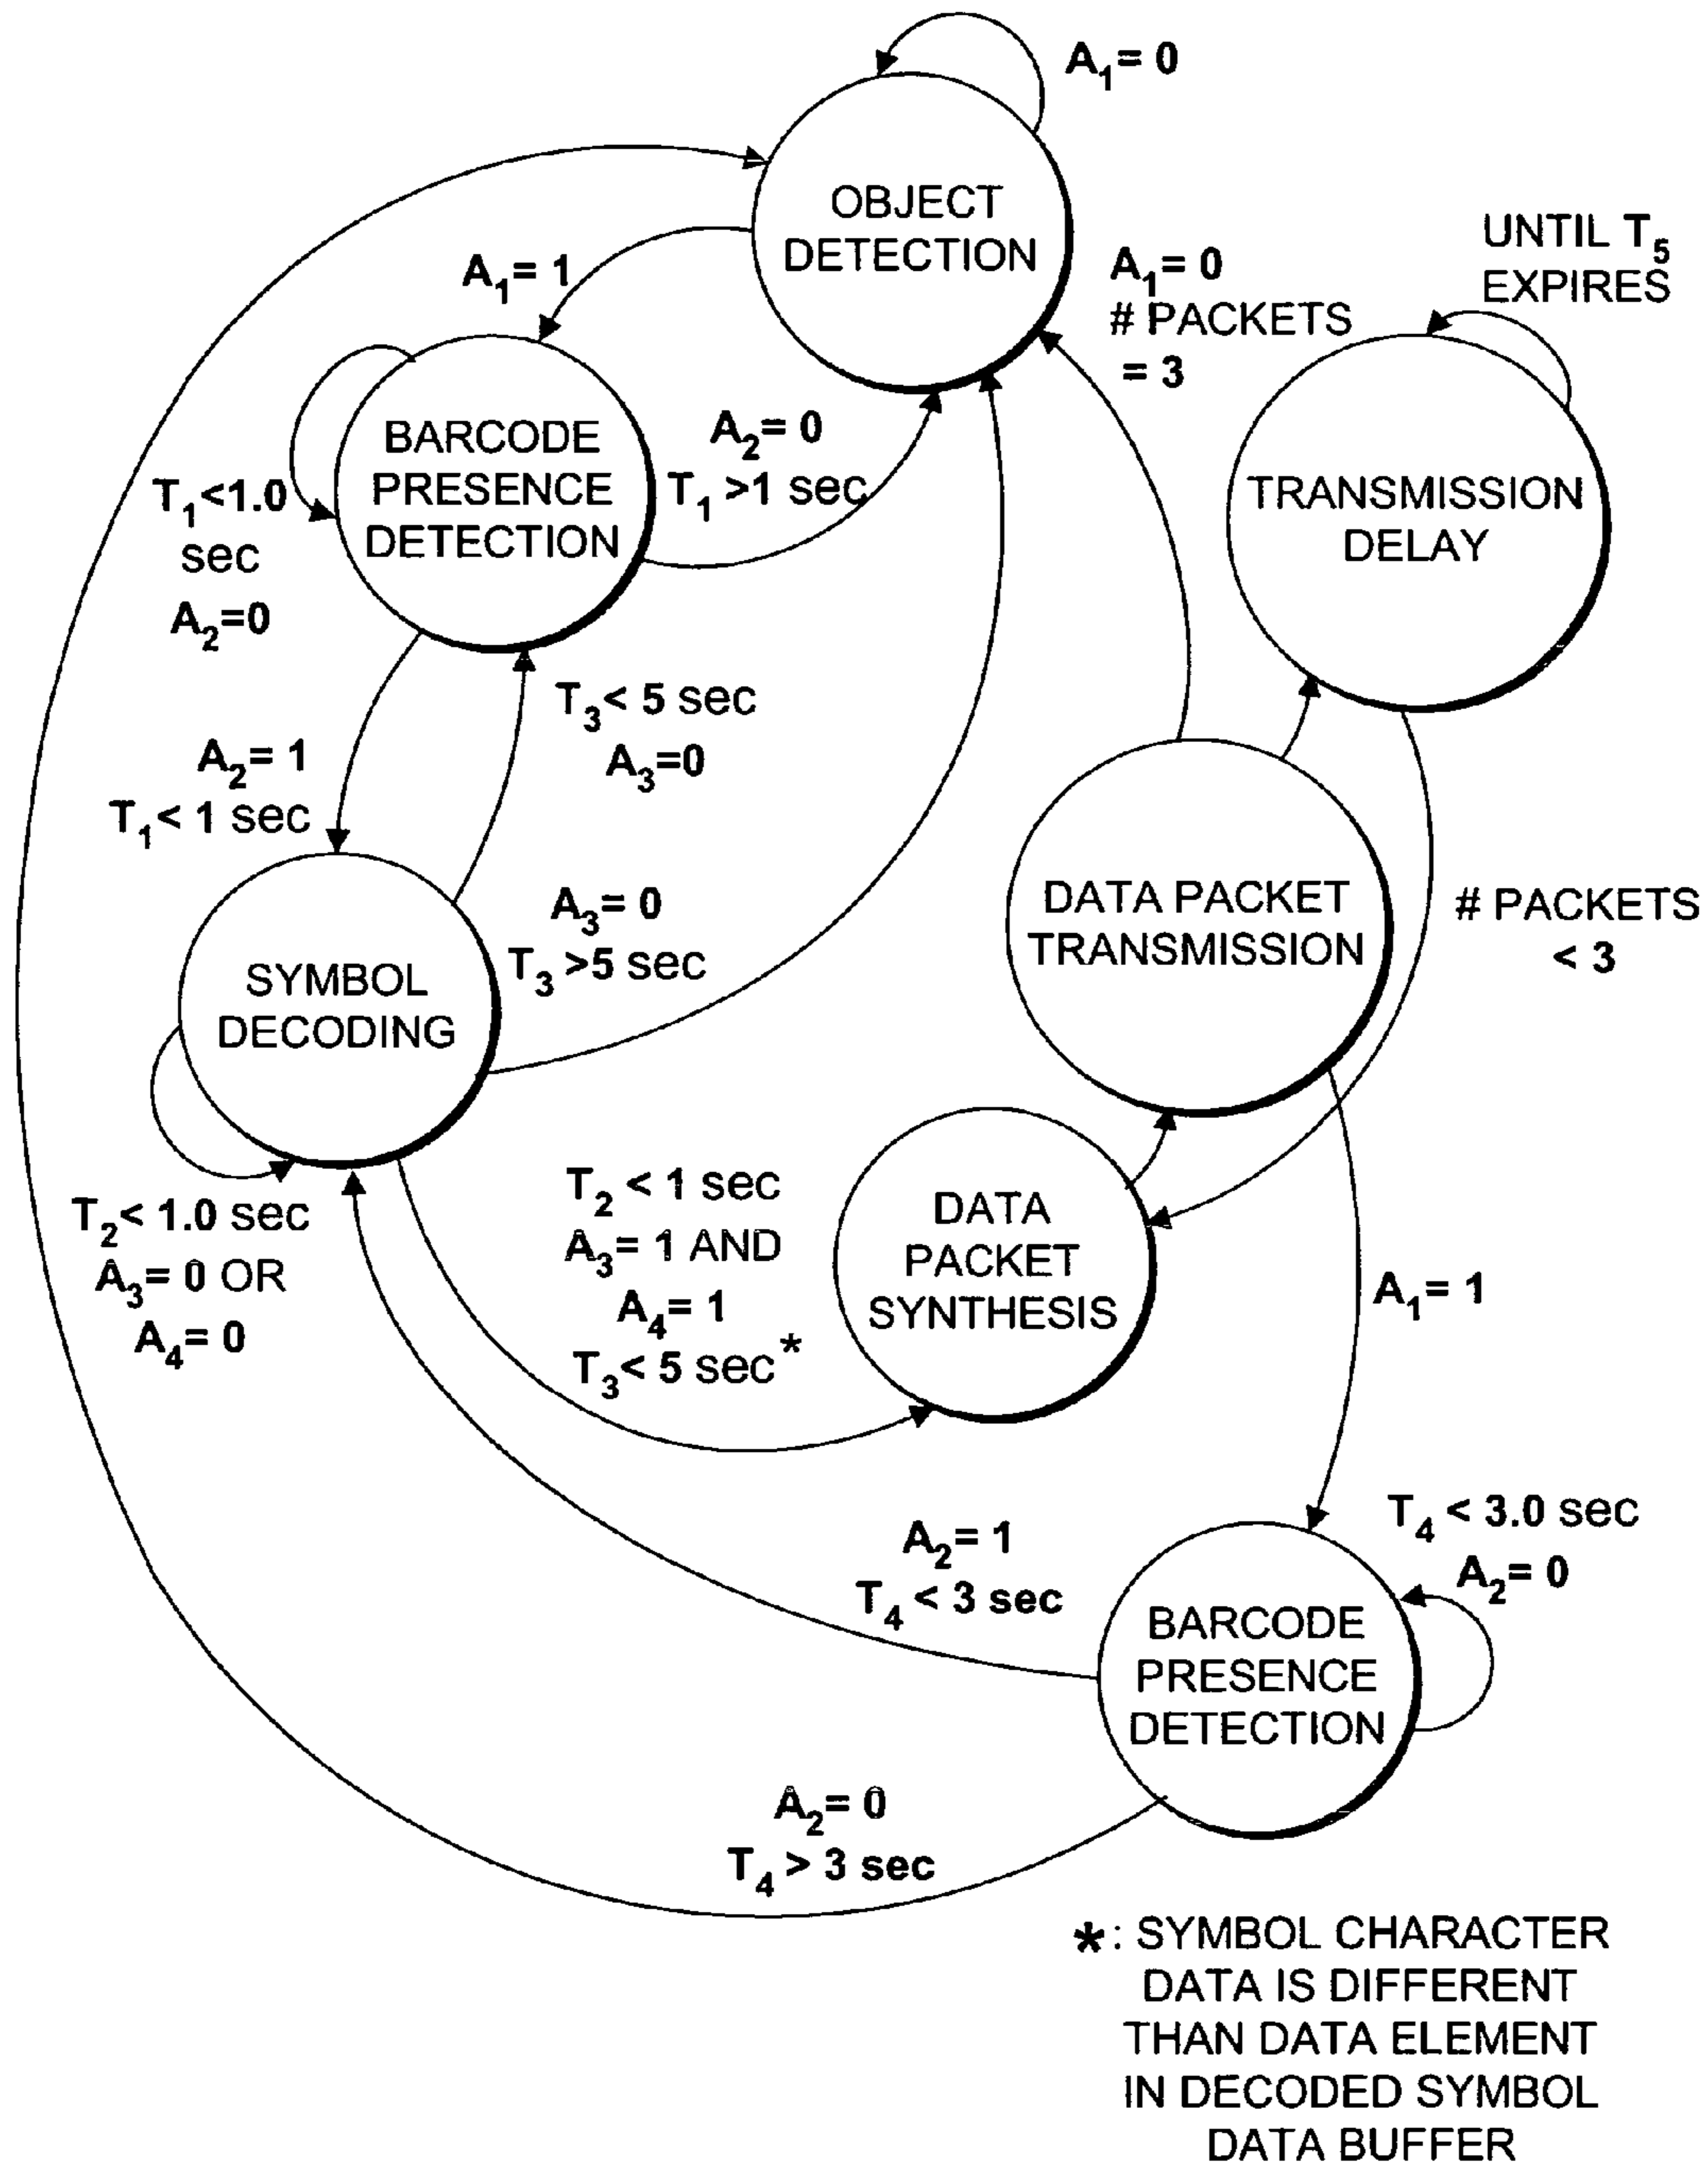 A₁= 0
OBJECT
DETECTION
A₁= 1
A₁= 0
# PACKETS
= 3
UNTIL T₅
EXPIRES
BARCODE
PRESENCE
DETECTION
A₂= 0
T₁ >1 sec
T₁<1.0
sec
A₂=0
TRANSMISSION
DELAY
T₃< 5 sec
A₃=0
A₂= 1
T₁< 1 sec
DATA PACKET
TRANSMISSION
# PACKETS
< 3
A₃= 0
T₃ >5 sec
SYMBOL
DECODING
T₂< 1.0 sec
A₃= 0 OR
A₄= 0
T₂ < 1 sec
A₃= 1 AND
A₄= 1
T₃< 5 sec*
DATA
PACKET
SYNTHESIS
A₁= 1
A₂= 1
T₄ < 3 sec
T₄ < 3.0 sec
A₂= 0
BARCODE
PRESENCE
DETECTION
A₂= 0
T₄ > 3 sec
*: SYMBOL CHARACTER
DATA IS DIFFERENT
THAN DATA ELEMENT
IN DECODED SYMBOL
DATA BUFFER